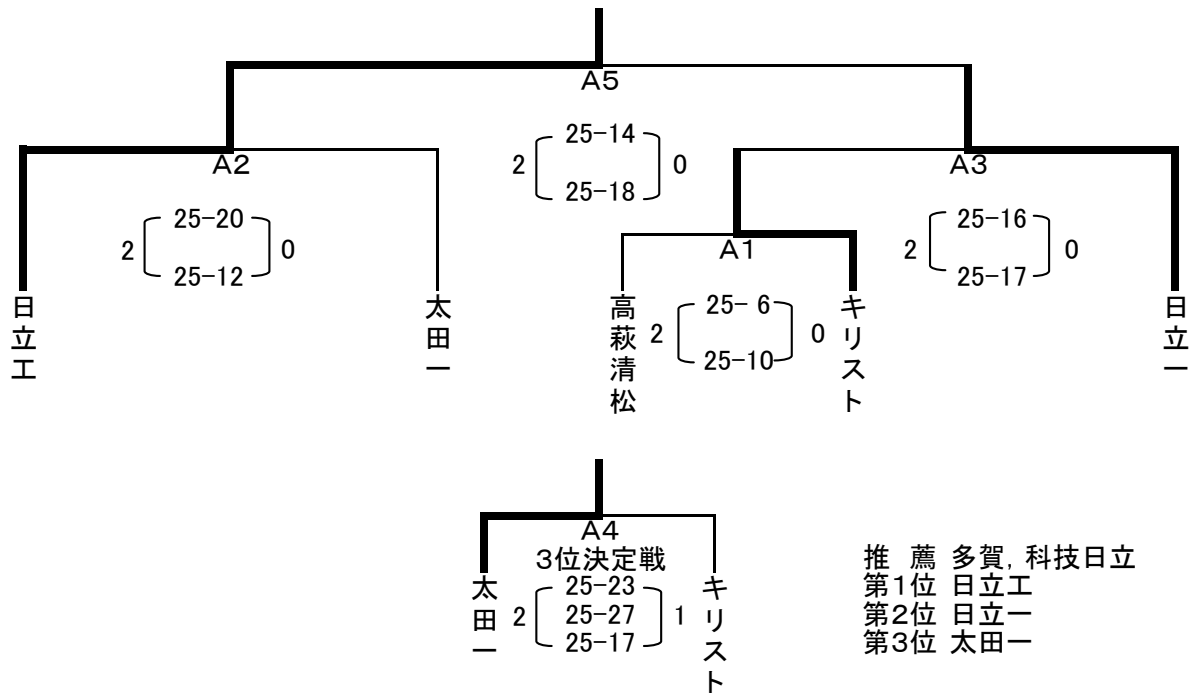 A5
25-14
2 0
25-18
A2
25-20
2 0
25-12
A3
25-16
2 0
25-17
A1
25- 6
2 0
25-10
日立工
太田一
高萩清松
キリスト
日立一
A4
3位決定戦
25-23
2 25-27 1
25-17
太田一
キリスト
推 薦 多賀, 科技日立
第1位 日立工
第2位 日立一
第3位 太田一